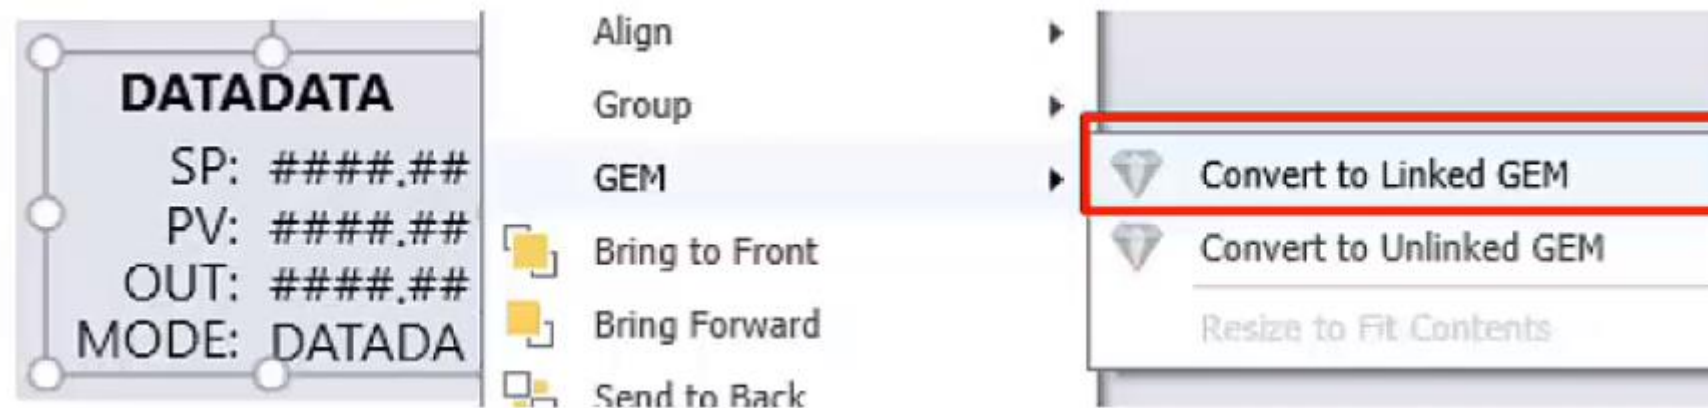 DATADATA
SP: ####.##
PV: ####.##
OUT: ####.##
MODE: DATADA
Align
Group
GEM
Bring to Front
Bring Forward
Send to Back
Convert to Linked GEM
Convert to Unlinked GEM
Resize to Fit Contents